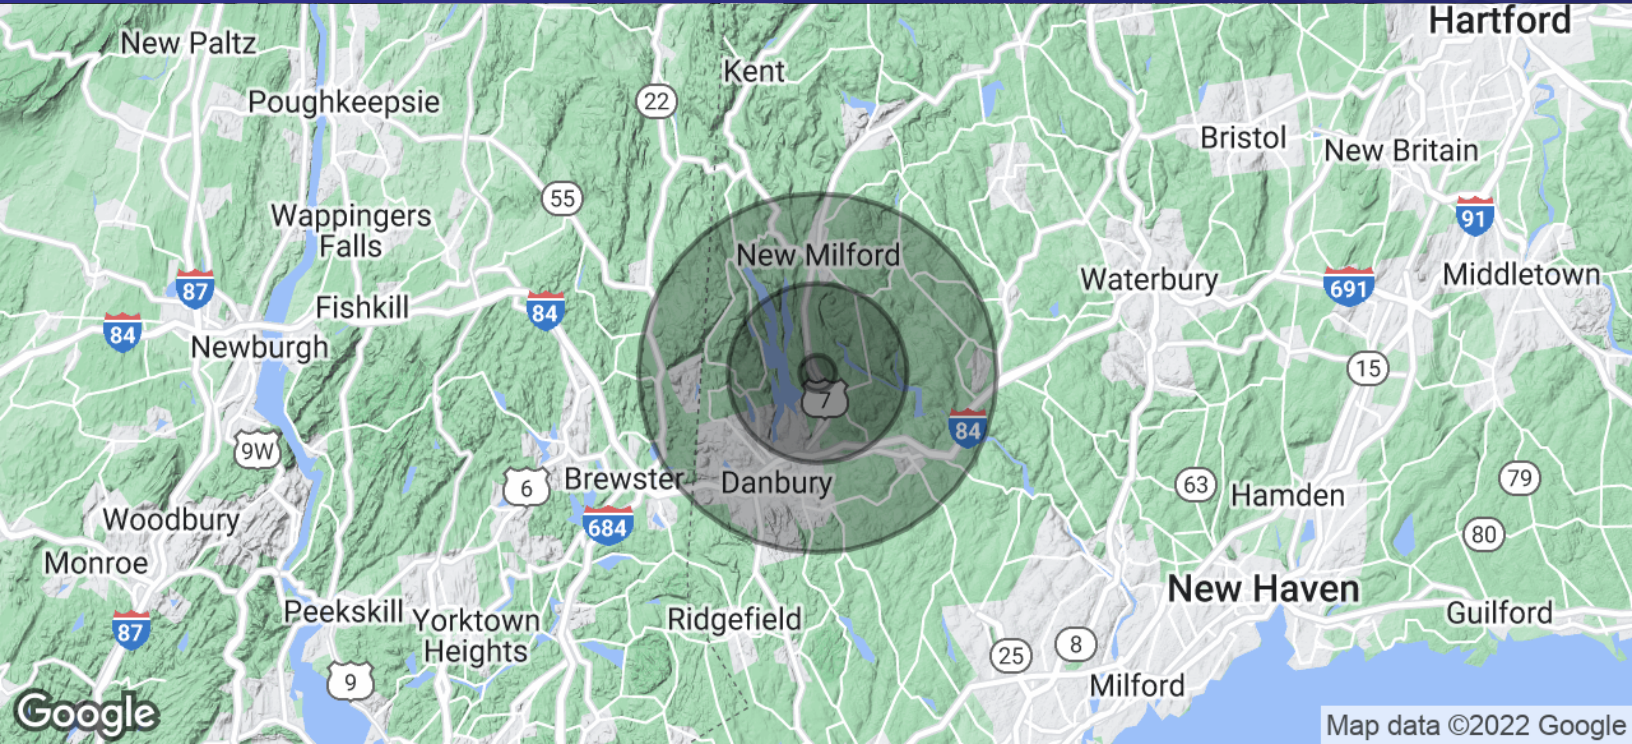 Hartford
New Paltz
Kent
22
Poughkeepsie
Bristol
New Britain
55
Wappingers
Falls
91
New Milford
Waterbury
691
Middletown
87
Fishkill
84
84
Newburgh
15
7
84
9W
6
Brewster
Danbury
63
Hamden
79
684
Woodbury
80
Monroe
New Haven
Peekskill
Yorktown
Heights
Ridgefield
Guilford
87
25
8
9
Milford
Google
Map data ©2022 Google